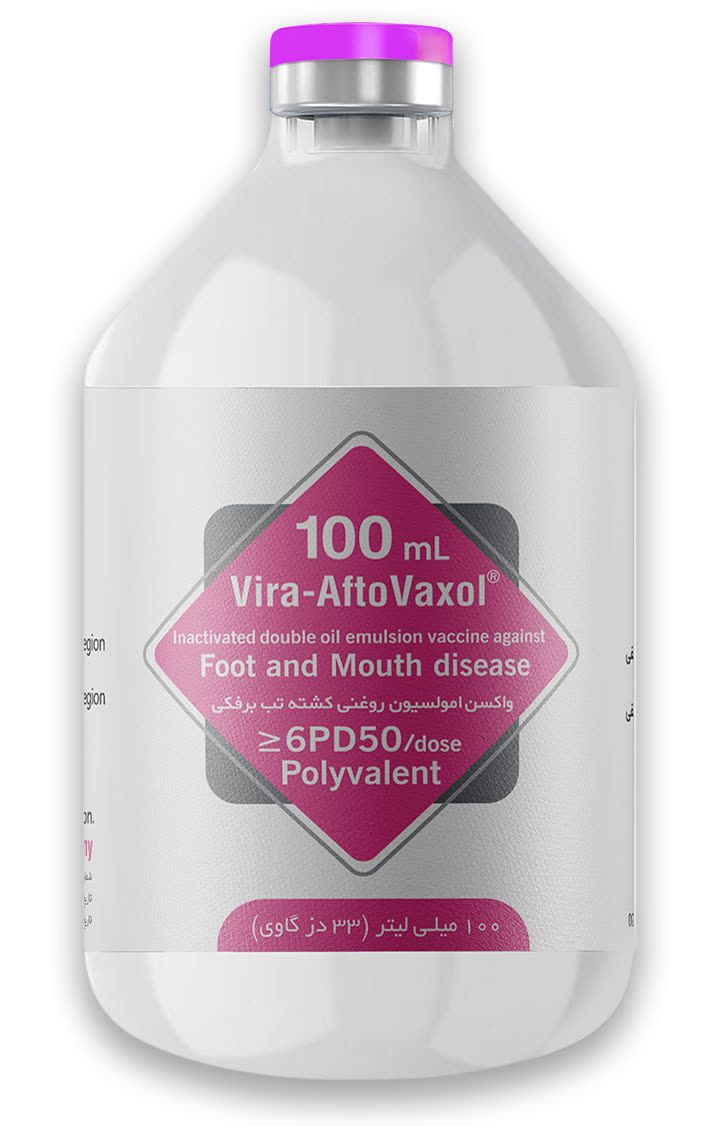 100 mL
Vira-AftoVaxol®
Inactivated double oil emulsion vaccine against
Foot and Mouth disease
واکسن امولسیون روغنی کشته تب برفکی
≥6PD50/dose
Polyvalent
egion
egion
on.
۱۰۰ میلی لیتر (۳۳ دز گاوی)